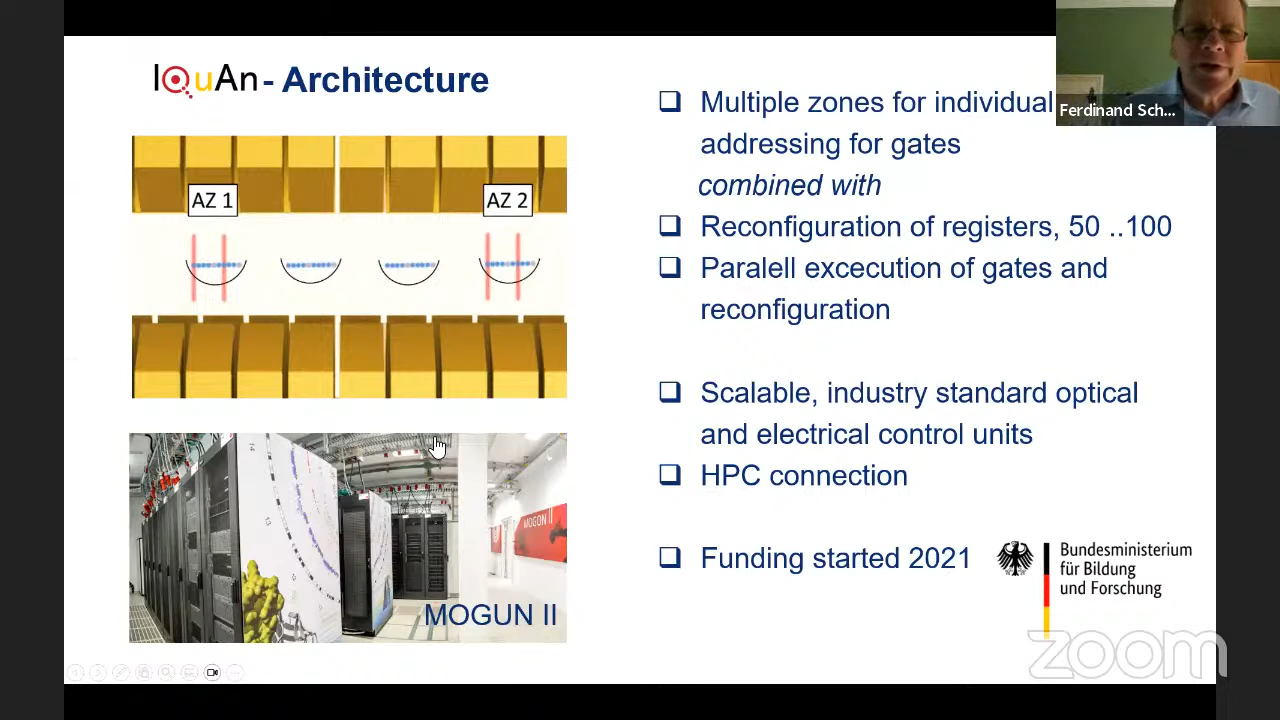 IQuAn - Architecture
Multiple zones for individual
addressing for gates
combined with
Reconfiguration of registers, 50 ..100
Paralell excecution of gates and
reconfiguration
Scalable, industry standard optical
and electrical control units
HPC connection
Funding started 2021
AZ 1
AZ 2
MOGON II
MOGUN II
Bundesministerium
für Bildung
und Forschung
Ferdinand Sch...
zoom